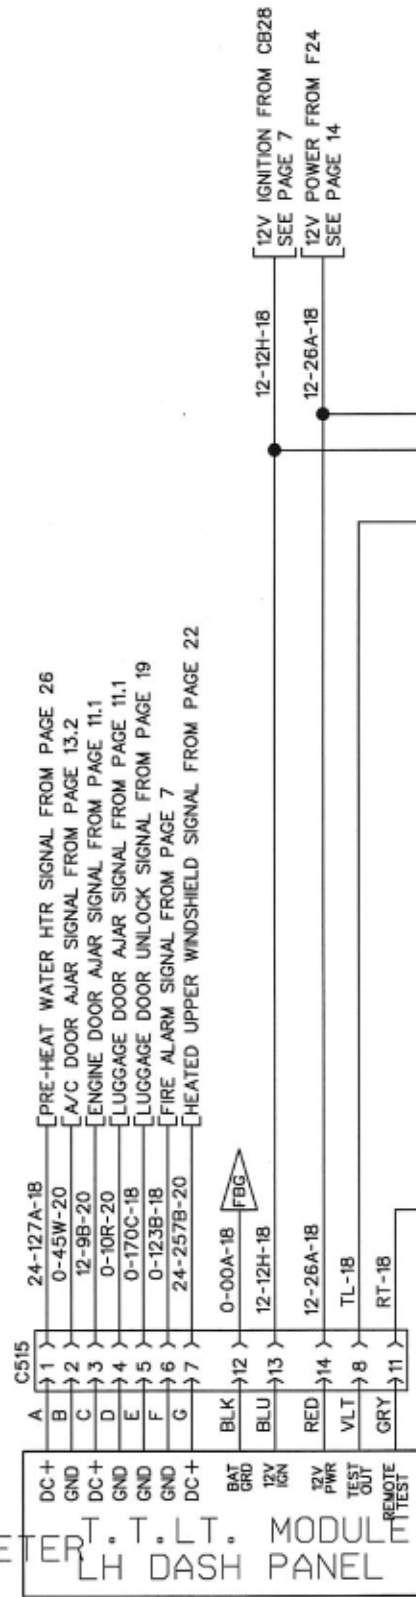 12V IGNITION FROM CB28
SEE PAGE 7
12V POWER FROM F24
SEE PAGE 14
12-12H-18
12-26A-18
PRE-HEAT WATER HTR SIGNAL FROM PAGE 26
A/C DOOR AJAR SIGNAL FROM PAGE 13.2
ENGINE DOOR AJAR SIGNAL FROM PAGE 11.1
LUGGAGE DOOR AJAR SIGNAL FROM PAGE 11.1
LUGGAGE DOOR UNLOCK SIGNAL FROM PAGE 19
FIRE ALARM SIGNAL FROM PAGE 7
HEATED UPPER WINDSHIELD SIGNAL FROM PAGE 22
24-127A-18
0-45W-20
12-9B-20
0-10R-20
0-170C-18
0-123B-18
24-257B-20
0-00A-18
FBG
12-12H-18
12-26A-18
TL-18
RT-18
C515
1
2
3
4
5
6
7
12
13
14
8
11
A
B
C
D
E
F
G
BLK
BLU
RED
VLT
GRY
DC+
GND
DC+
GND
GND
GND
DC+
BAT GRD
12V IGN
12V PWR
TEST OUT
REMOTE TEST
ETER
T.T.LT. MODULE
LH DASH PANEL